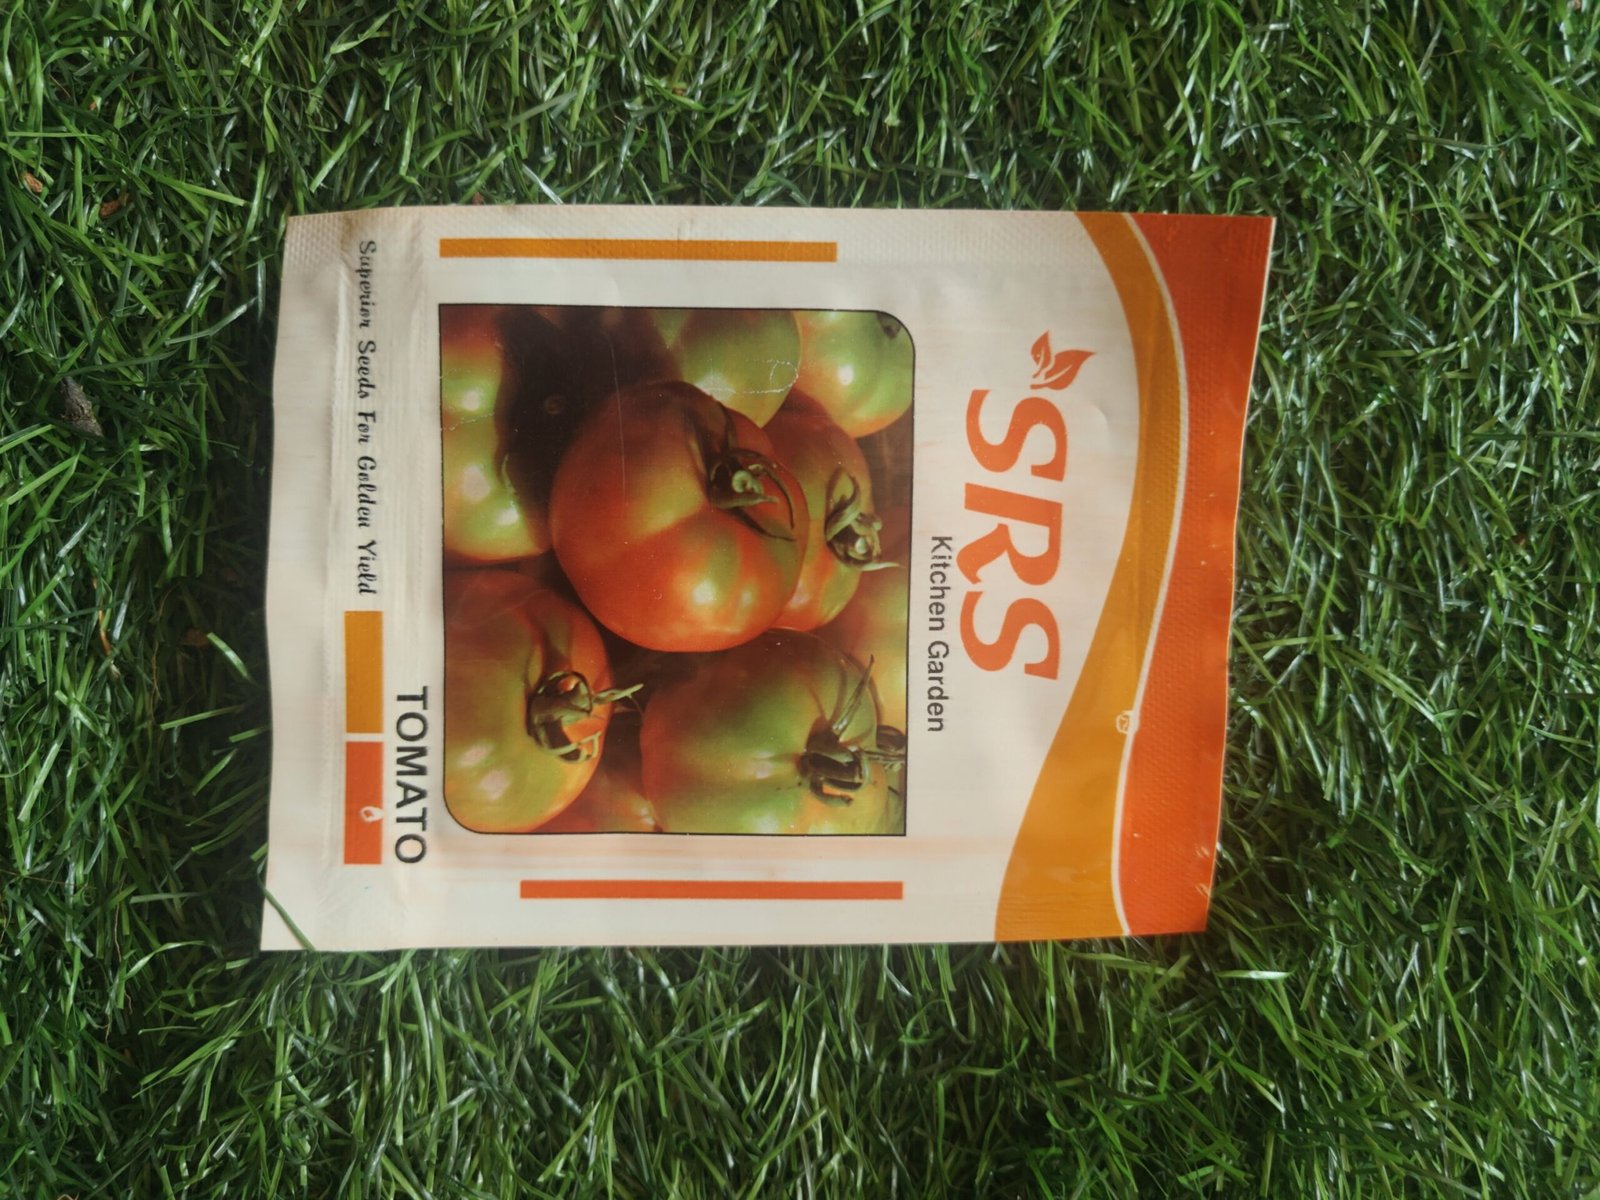 SRS
Kitchen Garden
TOMATO
Superior Seeds For Golden Yield